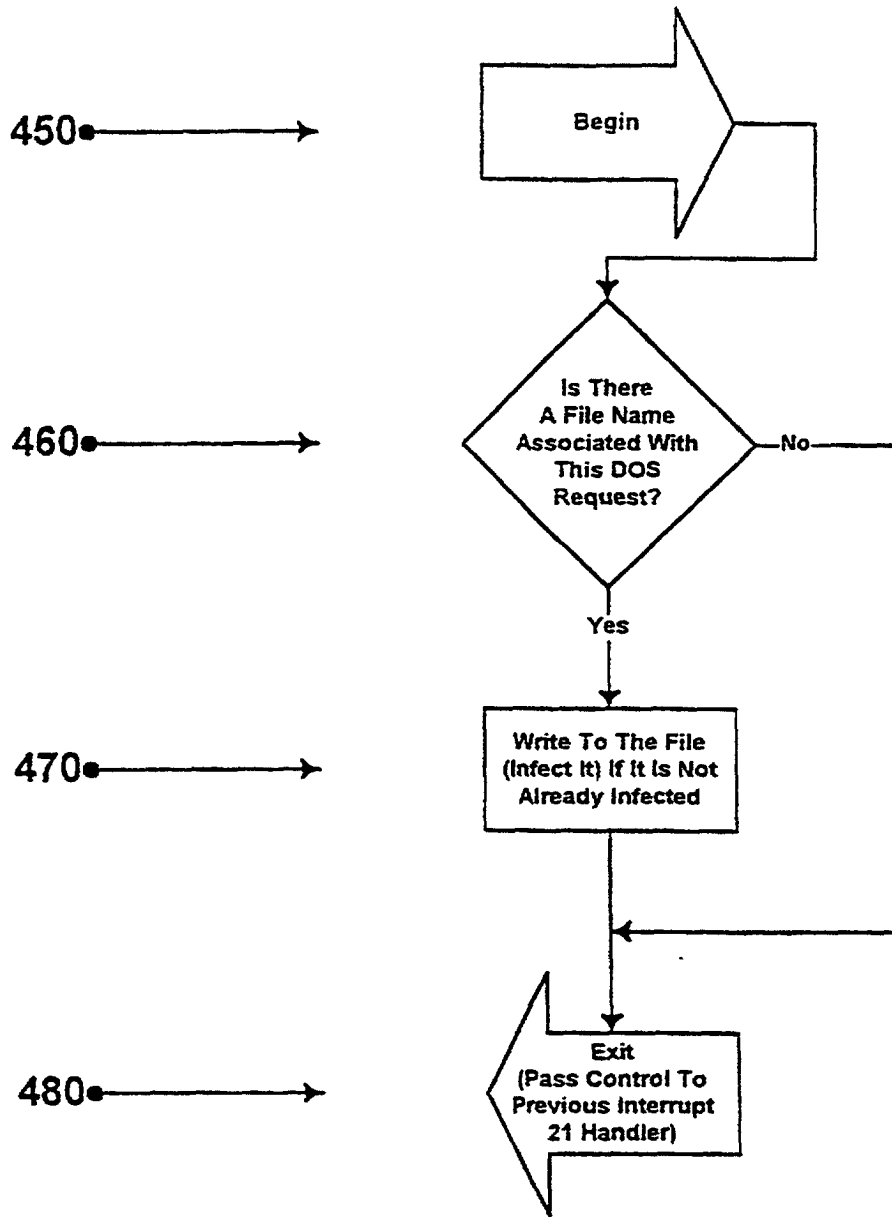 450
Begin
460
Is There
A File Name
Associated With
This DOS
Request?
No
Yes
470
Write To The File
(Infect It) If It Is Not
Already Infected
480
Exit
(Pass Control To
Previous Interrupt
21 Handler)